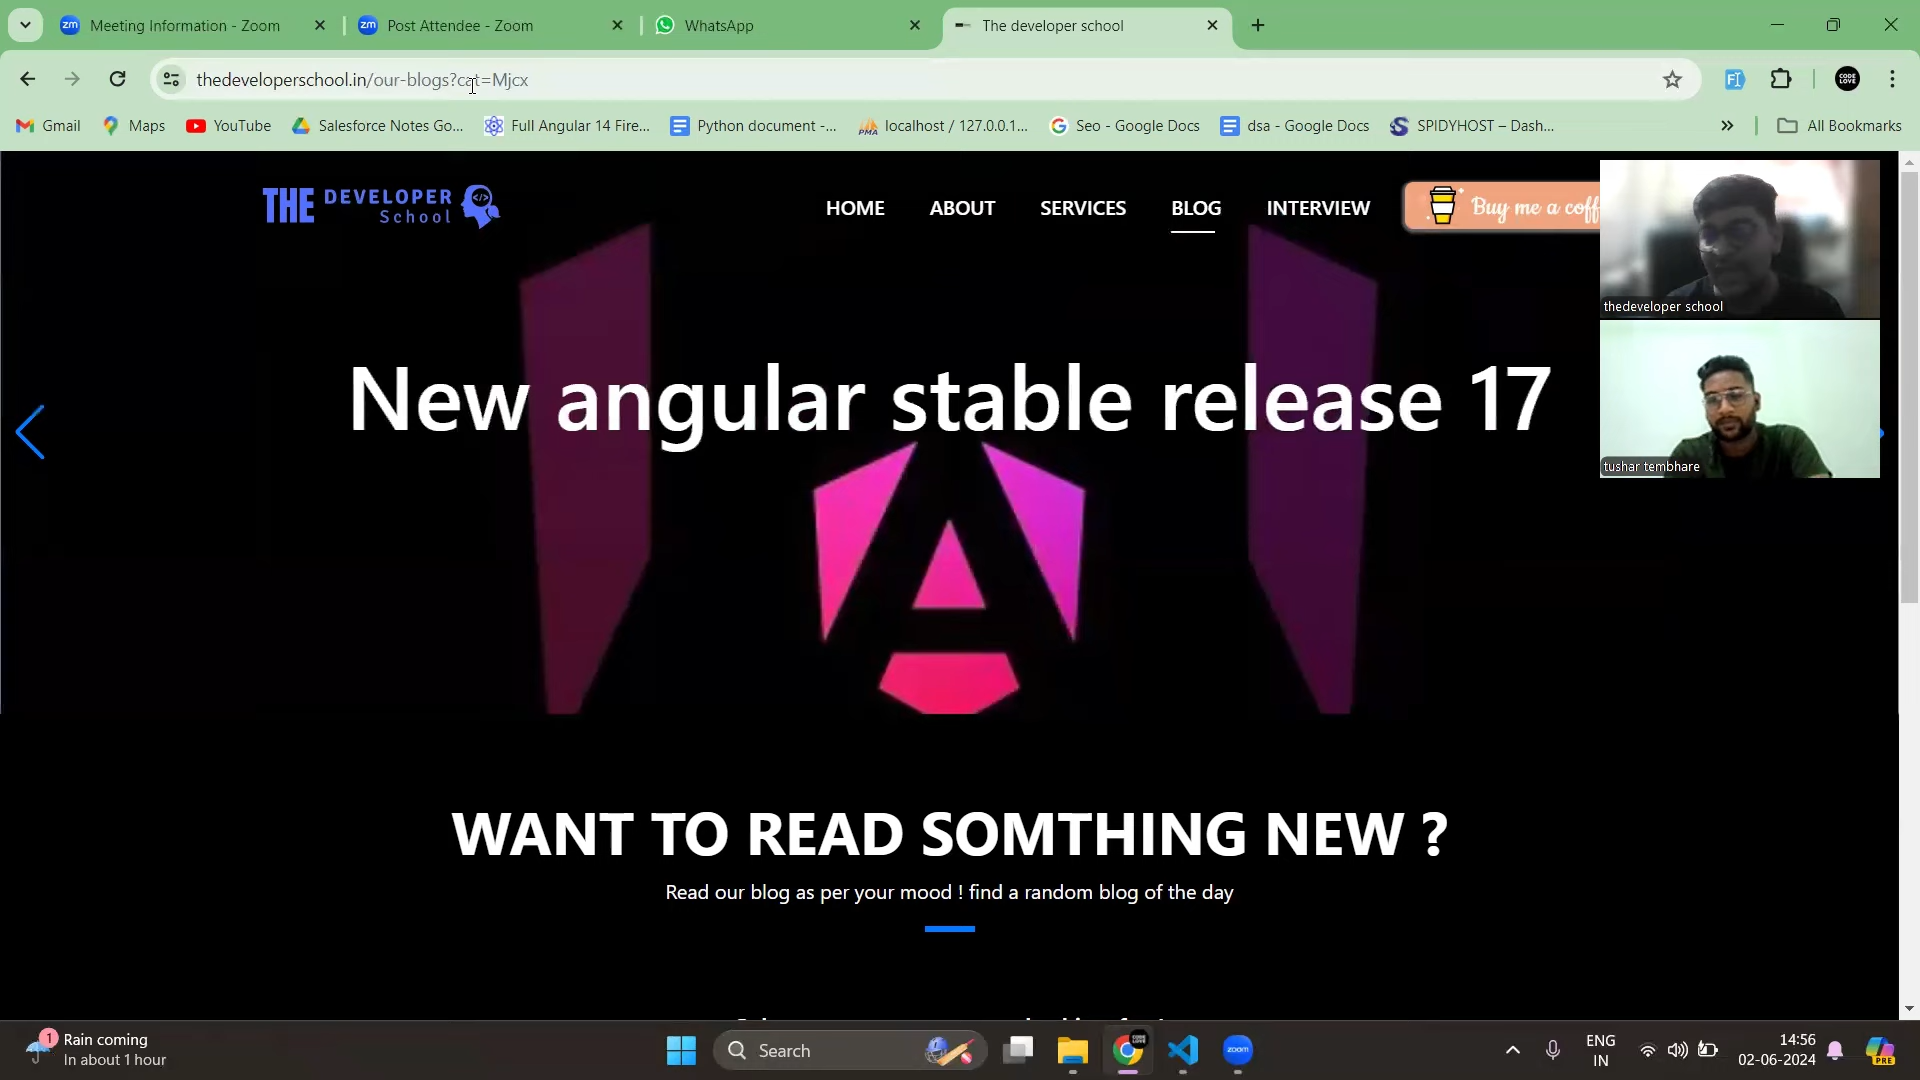 Meeting Information - Zoom
Post Attendee - Zoom
WhatsApp
The developer school
thedeveloperschool.in/our-blogs?cat=Mjcx
Gmail
Maps
YouTube
Salesforce Notes Go...
Full Angular 14 Fire...
Python document -...
localhost / 127.0.0.1...
Seo - Google Docs
dsa - Google Docs
SPIDYHOST – Dash...
All Bookmarks
THE DEVELOPER
School
HOME
ABOUT
SERVICES
BLOG
INTERVIEW
Buy me a coff
thedeveloper school
tushar tembhare
New angular stable release 17
WANT TO READ SOMTHING NEW ?
Read our blog as per your mood ! find a random blog of the day
1
Rain coming
In about 1 hour
Search
zoom
ENG
IN
14:56
02-06-2024
PRE